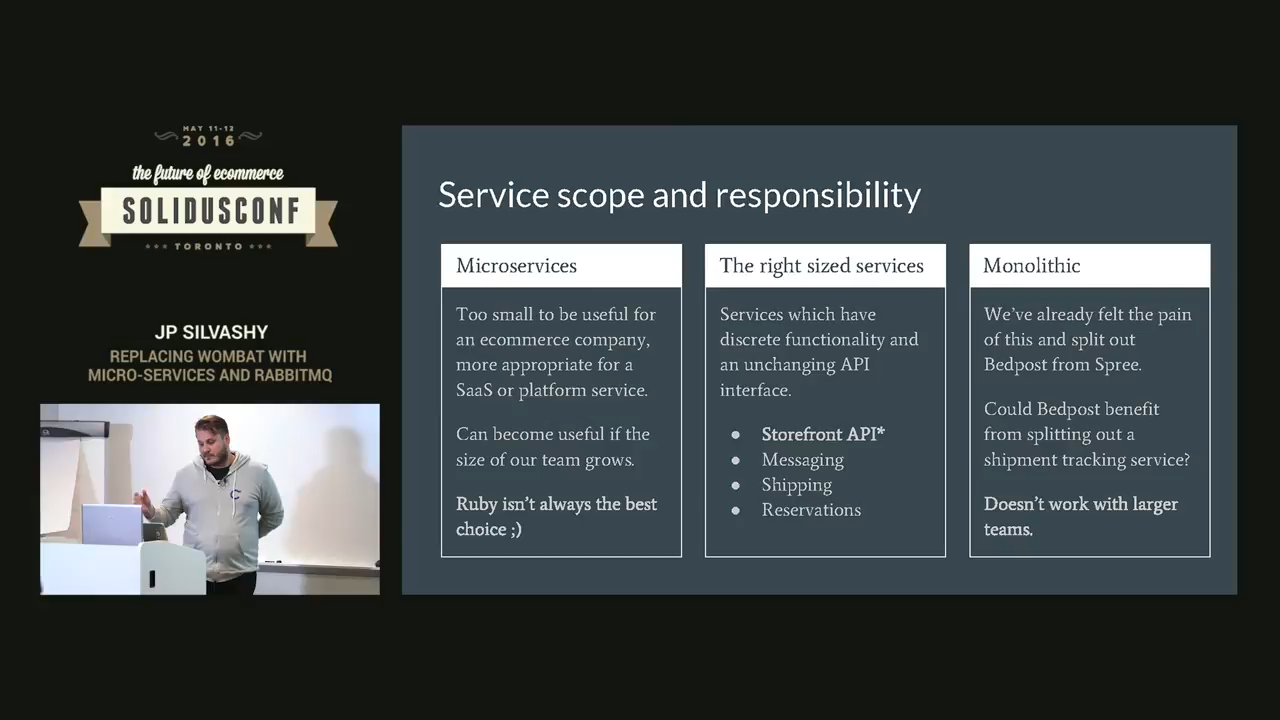 MAY 11-12
2016
the future of ecommerce
SOLIDUSCONF
TORONTO
JP SILVASHY
REPLACING WOMBAT WITH
MICRO-SERVICES AND RABBITMQ
Service scope and responsibility
Microservices
Too small to be useful for
an ecommerce company,
more appropriate for a
SaaS or platform service.
Can become useful if the
size of our team grows.
Ruby isn't always the best
choice ;)
The right sized services
Services which have
discrete functionality and
an unchanging API
interface.
● Storefront API*
● Messaging
● Shipping
● Reservations
Monolithic
We've already felt the pain
of this and split out
Bedpost from Spree.
Could Bedpost benefit
from splitting out a
shipment tracking service?
Doesn't work with larger
teams.